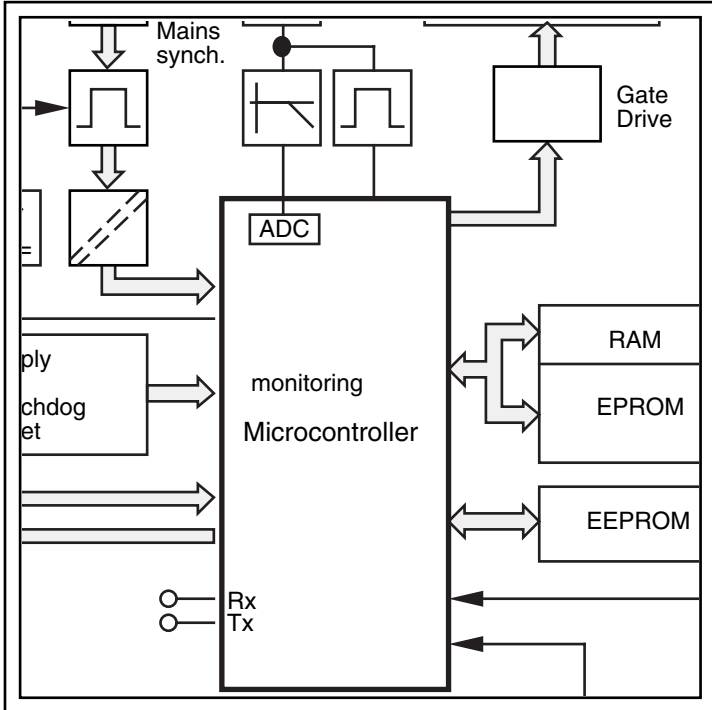 Mains
synch.
Gate
Drive
ADC
=
RAM
ply
monitoring
chdog
EPROM
et
Microcontroller
EEPROM
Rx
Tx